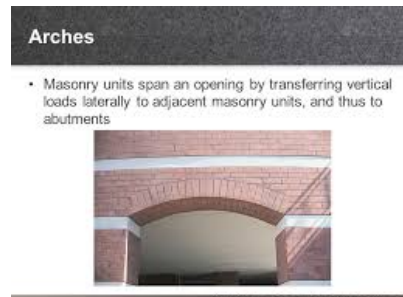 Arches
• Masonry units span an opening by transferring vertical
loads laterally to adjacent masonry units, and thus to
abutments